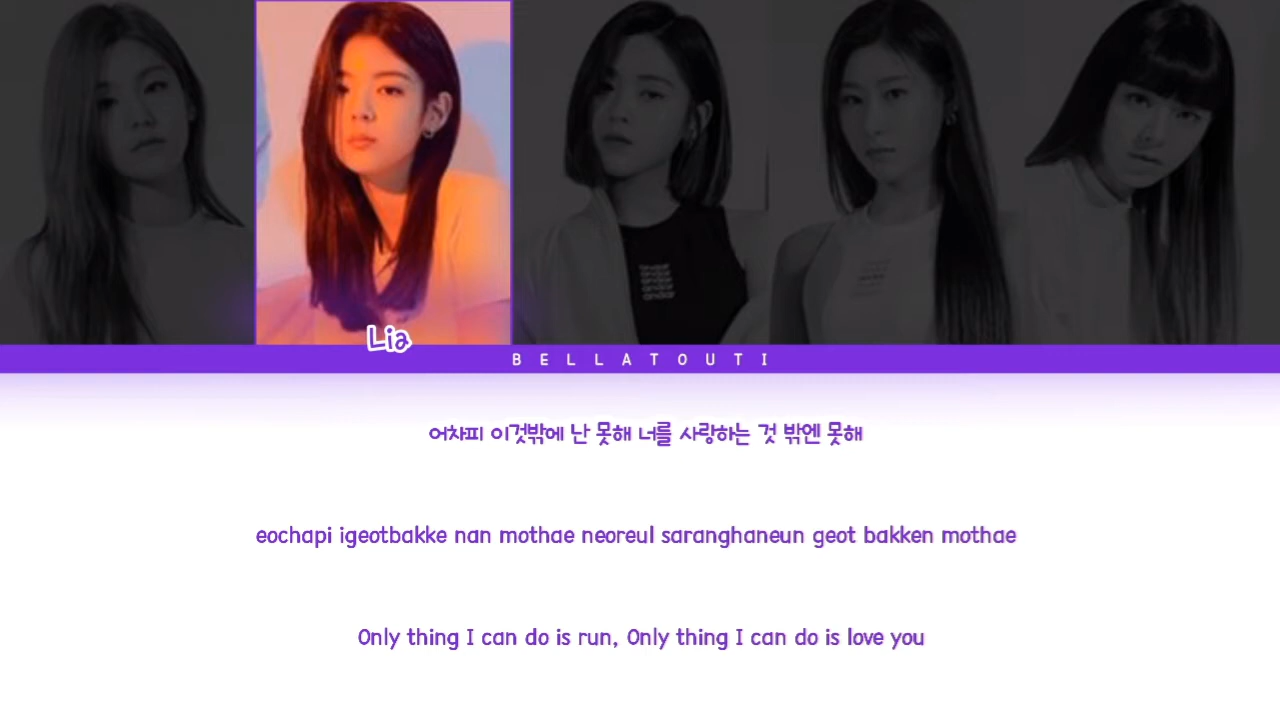 Lia
BELLATOUTI
어차피 이것밖에 난 못해 너를 사랑하는 것 밖엔 못해
eochapi igeotbakke nan mothae neoreul saranghaneun geot bakken mothae
Only thing I can do is run, Only thing I can do is love you